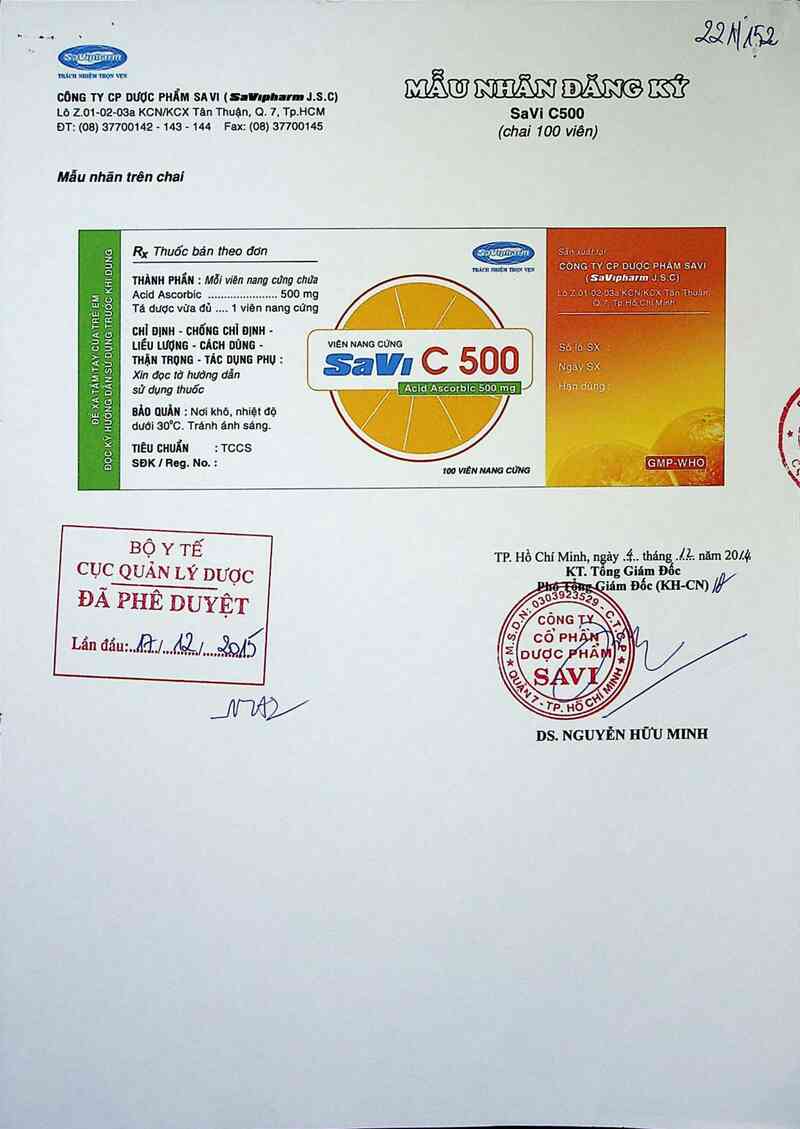 22N/152
SaVipharm
TRÁCH NHIỆM TRỌN VẸN
CÔNG TY CP DƯỢC PHẨM SA VI (SaVipharm J.S.C)
Lô Z.01-02-03a KCN/KCX Tân Thuận, Q. 7, Tp.HCM
ĐT: (08) 37700142 - 143 - 144 Fax: (08) 37700145
MẪU NHÃN ĐĂNG KÝ
SaVi C500
(chai 100 viên)
Mẫu nhãn trên chai
ĐỂ XA TẦM TAY CỦA TRẺ EM
ĐỌC KỸ HƯỚNG DẪN SỬ DỤNG TRƯỚC KHI DÙNG
Rx Thuốc bán theo đơn
THÀNH PHẦN : Mỗi viên nang cứng chứa
Acid Ascorbic ....................... 500 mg
Tá dược vừa đủ .... 1 viên nang cứng
CHỈ ĐỊNH - CHỐNG CHỈ ĐỊNH -
LIỀU LƯỢNG - CÁCH DÙNG -
THẬN TRỌNG - TÁC DỤNG PHỤ :
Xin đọc tờ hướng dẫn
sử dụng thuốc
BẢO QUẢN : Nơi khô, nhiệt độ
dưới 30°C. Tránh ánh sáng.
TIÊU CHUẨN : TCCS
SĐK / Reg. No. :
SaVipharm
TRÁCH NHIỆM TRỌN VẸN
VIÊN NANG CỨNG
SaVi C 500
Acid Ascorbic 500 mg
100 VIÊN NANG CỨNG
Sản xuất tại:
CÔNG TY CP DƯỢC PHẨM SAVI
(SaVipharm J.S.C)
Lô Z.01-02-03a KCN/KCX Tân Thuận,
Q. 7, Tp.Hồ Chí Minh
Số lô SX :
Ngày SX :
Hạn dùng :
GMP-WHO
BỘ Y TẾ
CỤC QUẢN LÝ DƯỢC
ĐÃ PHÊ DUYỆT
Lần đầu:..17../..12../..2015
TP. Hồ Chí Minh, ngày .4.. tháng .12. năm 2014
KT. Tổng Giám Đốc
Phó Tổng Giám Đốc (KH-CN)
M.S.D.N: 0303923529 - C.T.C.P
CÔNG TY
CỔ PHẦN
DƯỢC PHẨM
SAVI
QUẬN 7 - TP. HỒ CHÍ MINH
DS. NGUYỄN HỮU MINH